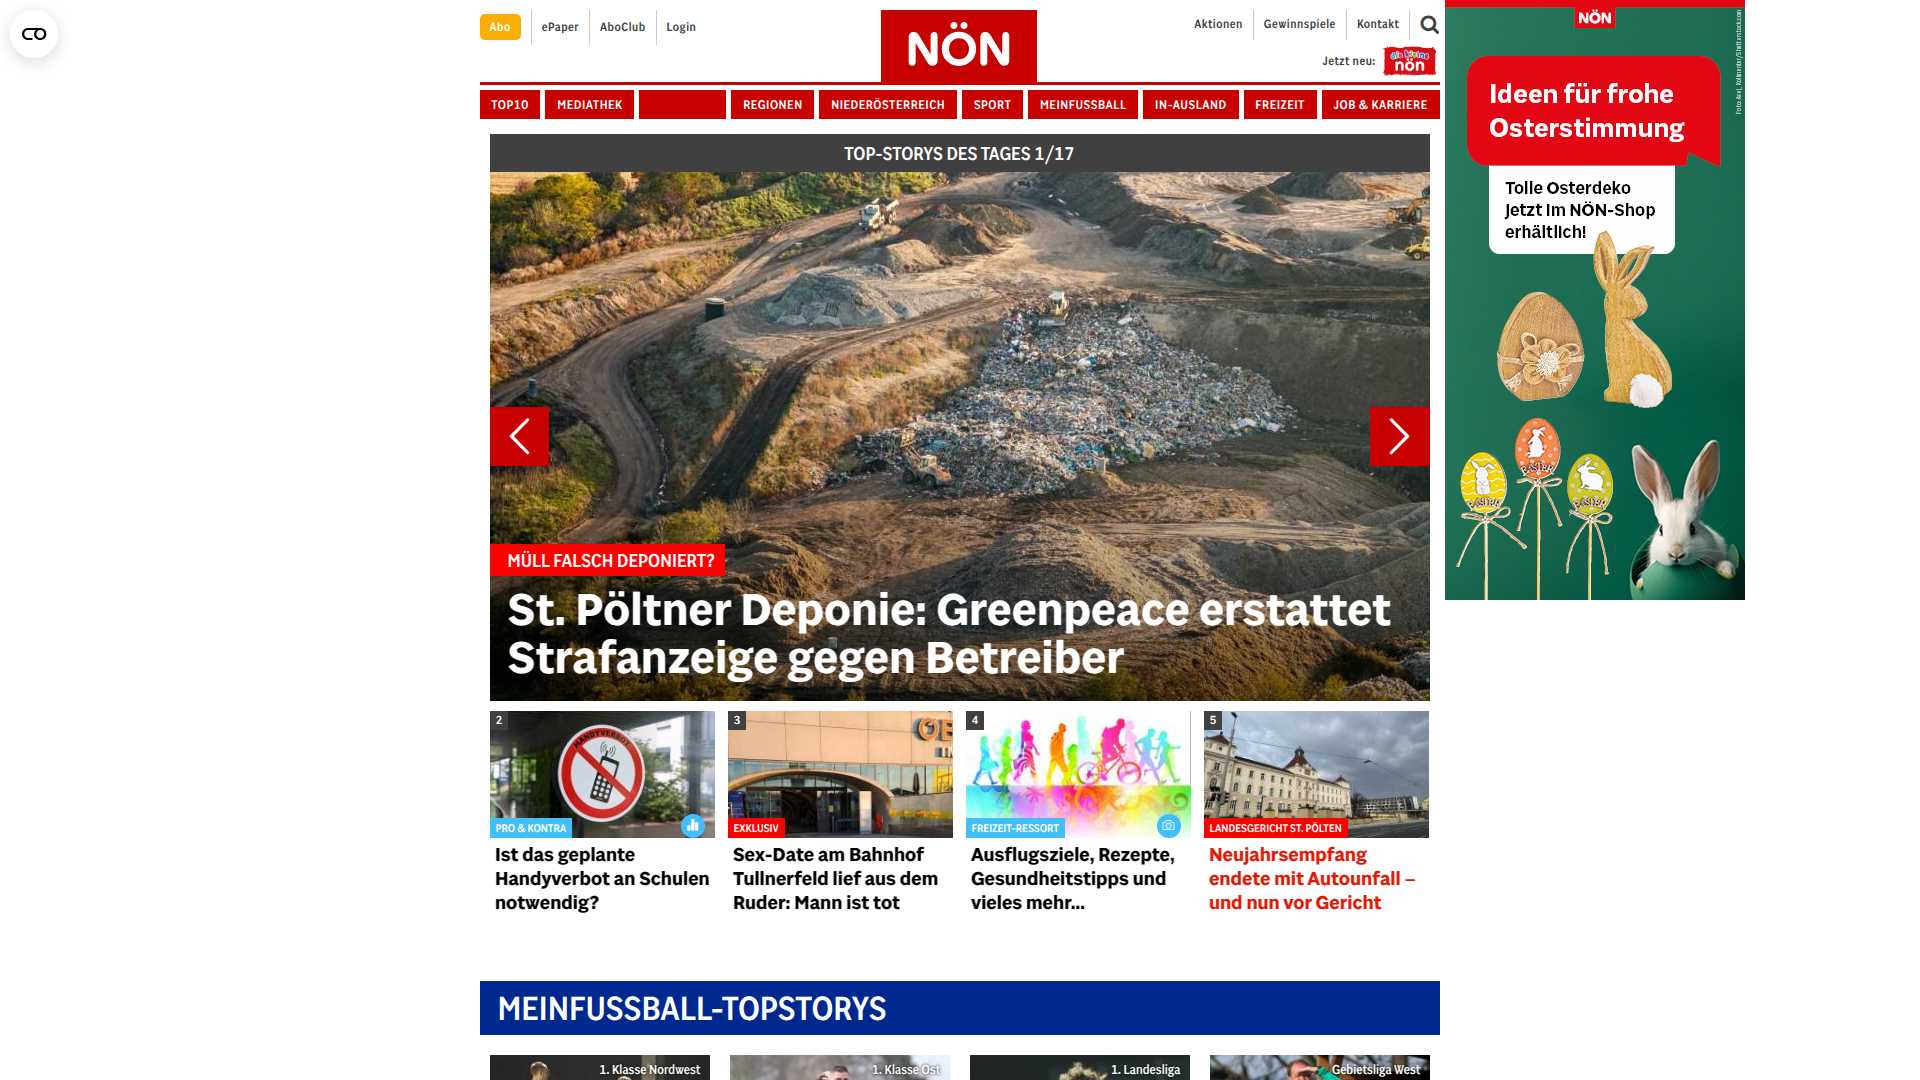 Abo
ePaper
AboClub
Login
NÖN
Aktionen
Gewinnspiele
Kontakt
Jetzt neu:
die kleine
nön
TOP10
MEDIATHEK
REGIONEN
NIEDERÖSTERREICH
SPORT
MEINFUSSBALL
IN-AUSLAND
FREIZEIT
JOB & KARRIERE
TOP-STORYS DES TAGES 1/17
MÜLL FALSCH DEPONIERT?
St. Pöltner Deponie: Greenpeace erstattet
Strafanzeige gegen Betreiber
2
HANDYVERBOT
PRO & KONTRA
Ist das geplante
Handyverbot an Schulen
notwendig?
3
EXKLUSIV
Sex-Date am Bahnhof
Tullnerfeld lief aus dem
Ruder: Mann ist tot
4
FREIZEIT-RESSORT
Ausflugsziele, Rezepte,
Gesundheitstipps und
vieles mehr...
5
LANDESGERICHT ST. PÖLTEN
Neujahrsempfang
endete mit Autounfall –
und nun vor Gericht
MEINFUSSBALL-TOPSTORYS
1. Klasse Nordwest
1. Klasse Ost
1. Landesliga
Gebietsliga West
NÖN
Ideen für frohe
Osterstimmung
Tolle Osterdeko
jetzt im NÖN-Shop
erhältlich!
EASTER
EASTER
EASTER